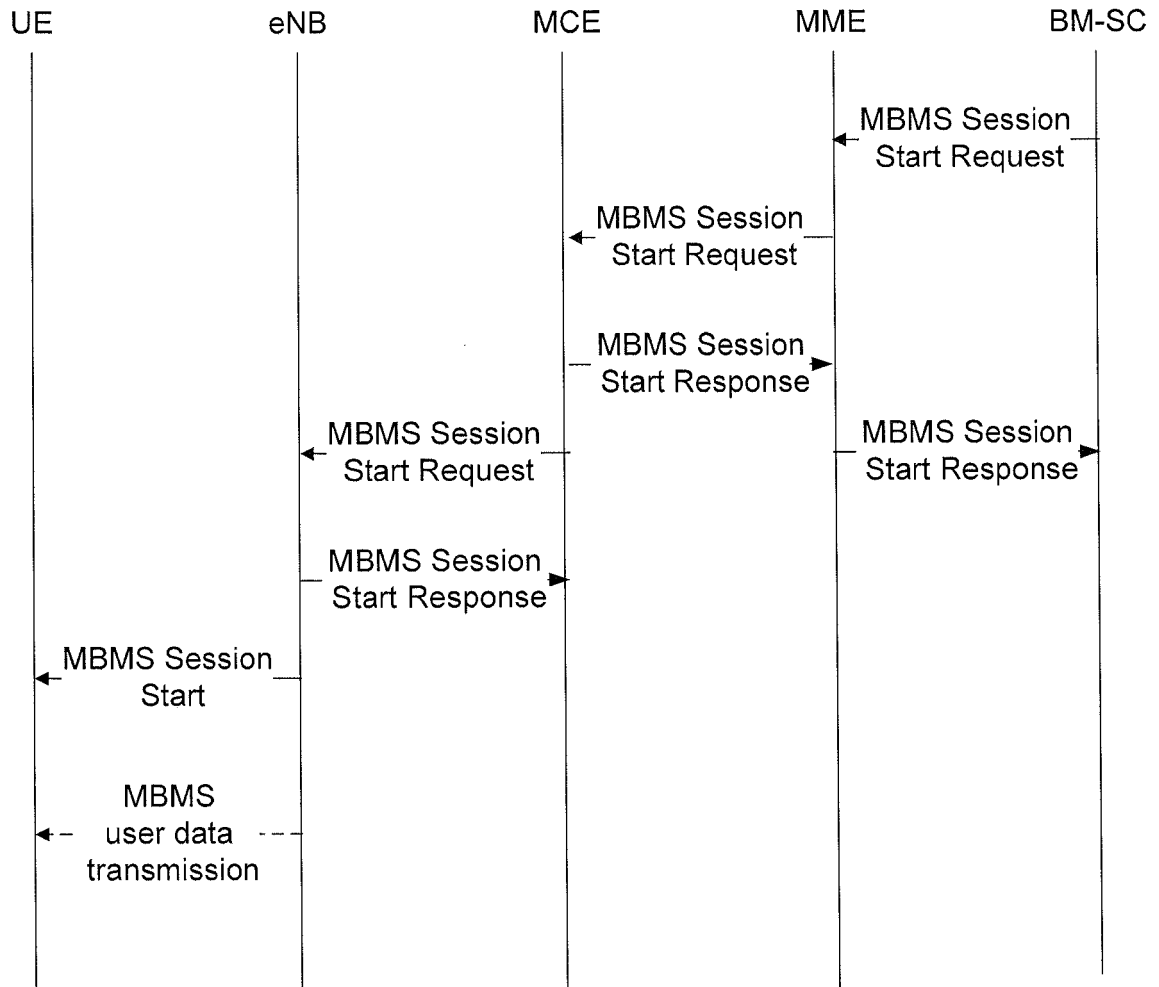 UE eNB MCE MME BM-SC
MBMS Session
Start Request
MBMS Session
Start Request
MBMS Session
Start Response
MBMS Session
Start Request
MBMS Session
Start Response
MBMS Session
Start Response
MBMS Session
Start
MBMS
user data
transmission